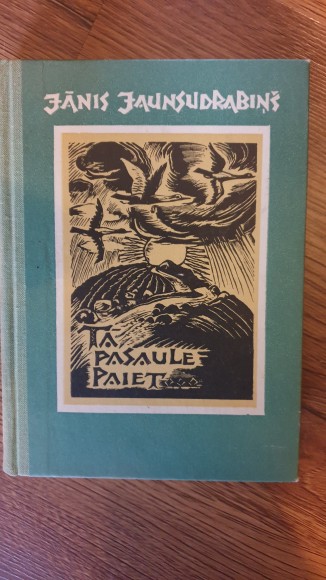 JĀNIS JAUNSUDRABIŅŠ
TĀ
PASAULE
PAIET...